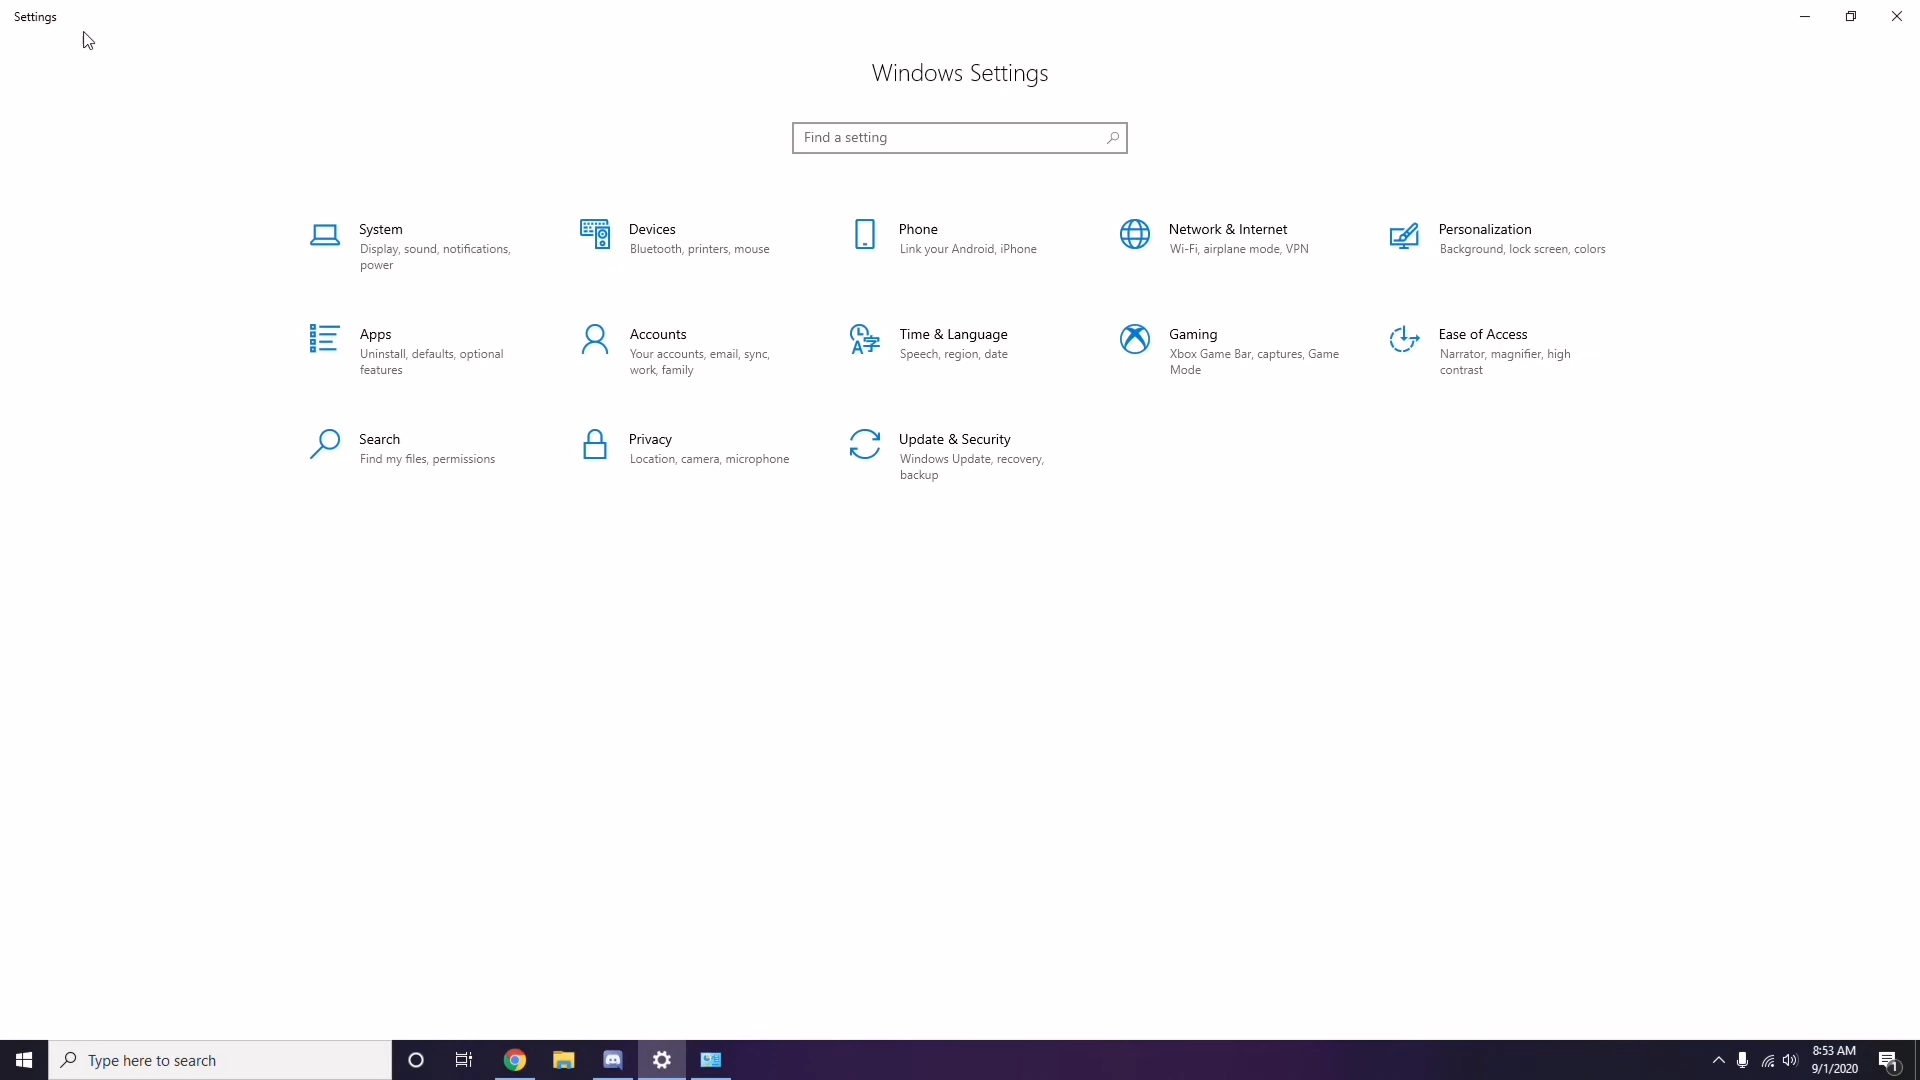 Settings
Windows Settings
Find a setting
System
Display, sound, notifications,
power
Devices
Bluetooth, printers, mouse
Phone
Link your Android, iPhone
Network & Internet
Wi-Fi, airplane mode, VPN
Personalization
Background, lock screen, colors
Apps
Uninstall, defaults, optional
features
Accounts
Your accounts, email, sync,
work, family
Time & Language
Speech, region, date
Gaming
Xbox Game Bar, captures, Game
Mode
Ease of Access
Narrator, magnifier, high
contrast
Search
Find my files, permissions
Privacy
Location, camera, microphone
Update & Security
Windows Update, recovery,
backup
Type here to search
8:53 AM
9/1/2020
1